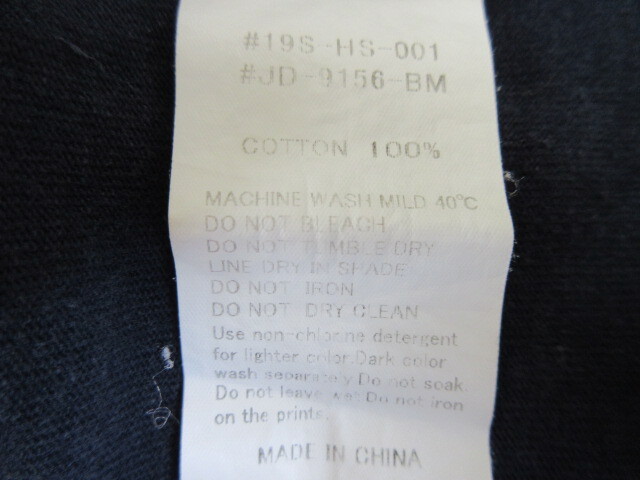 #19S-HS-001
#JD-9156-BM
COTTON 100%
MACHINE WASH MILD 40°C
DO NOT BLEACH
DO NOT TUMBLE DRY
LINE DRY IN SHADE
DO NOT IRON
DO NOT DRY CLEAN
Use non-chlorine detergent
for lighter color.Dark color
wash separately Do not soak
Do not leave wet Do not iron
on the prints.
MADE IN CHINA